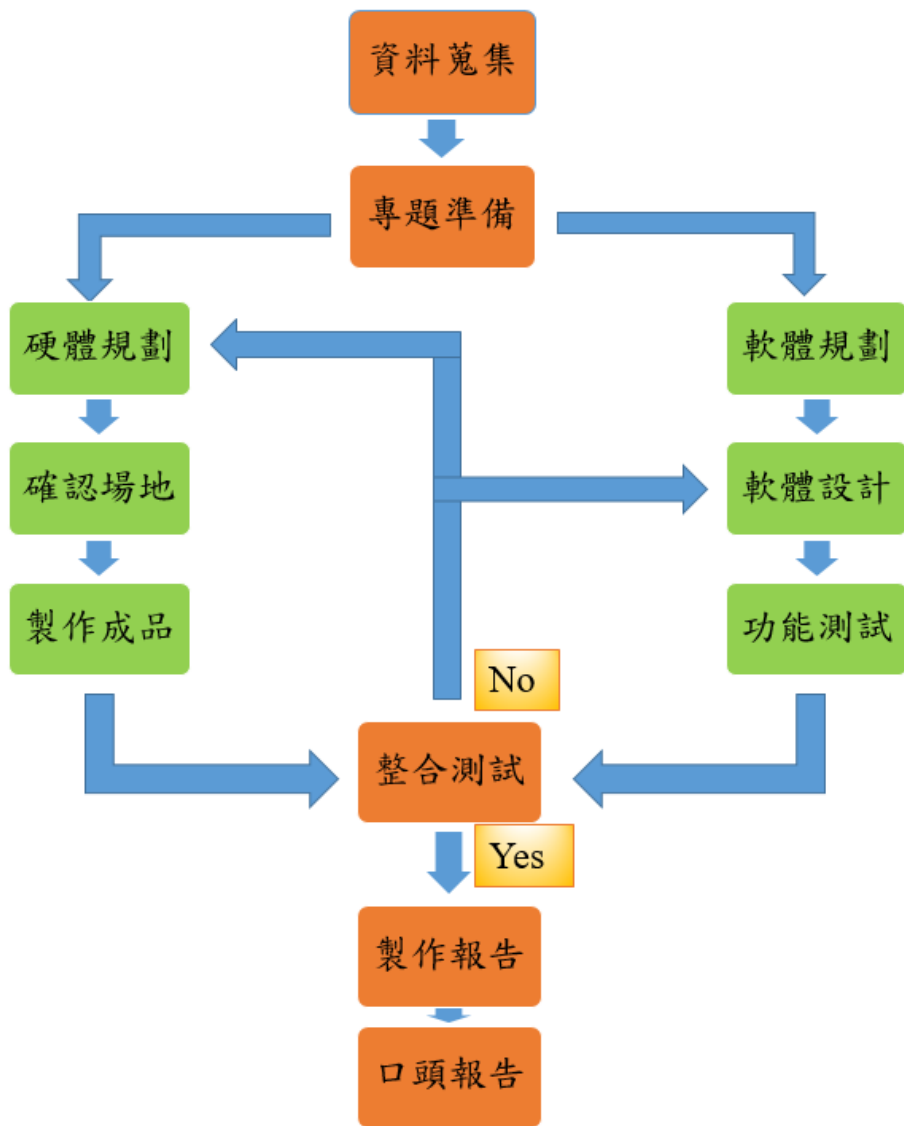 資料蒐集
專題準備
硬體規劃
軟體規劃
確認場地
軟體設計
製作成品
功能測試
No
整合測試
Yes
製作報告
口頭報告